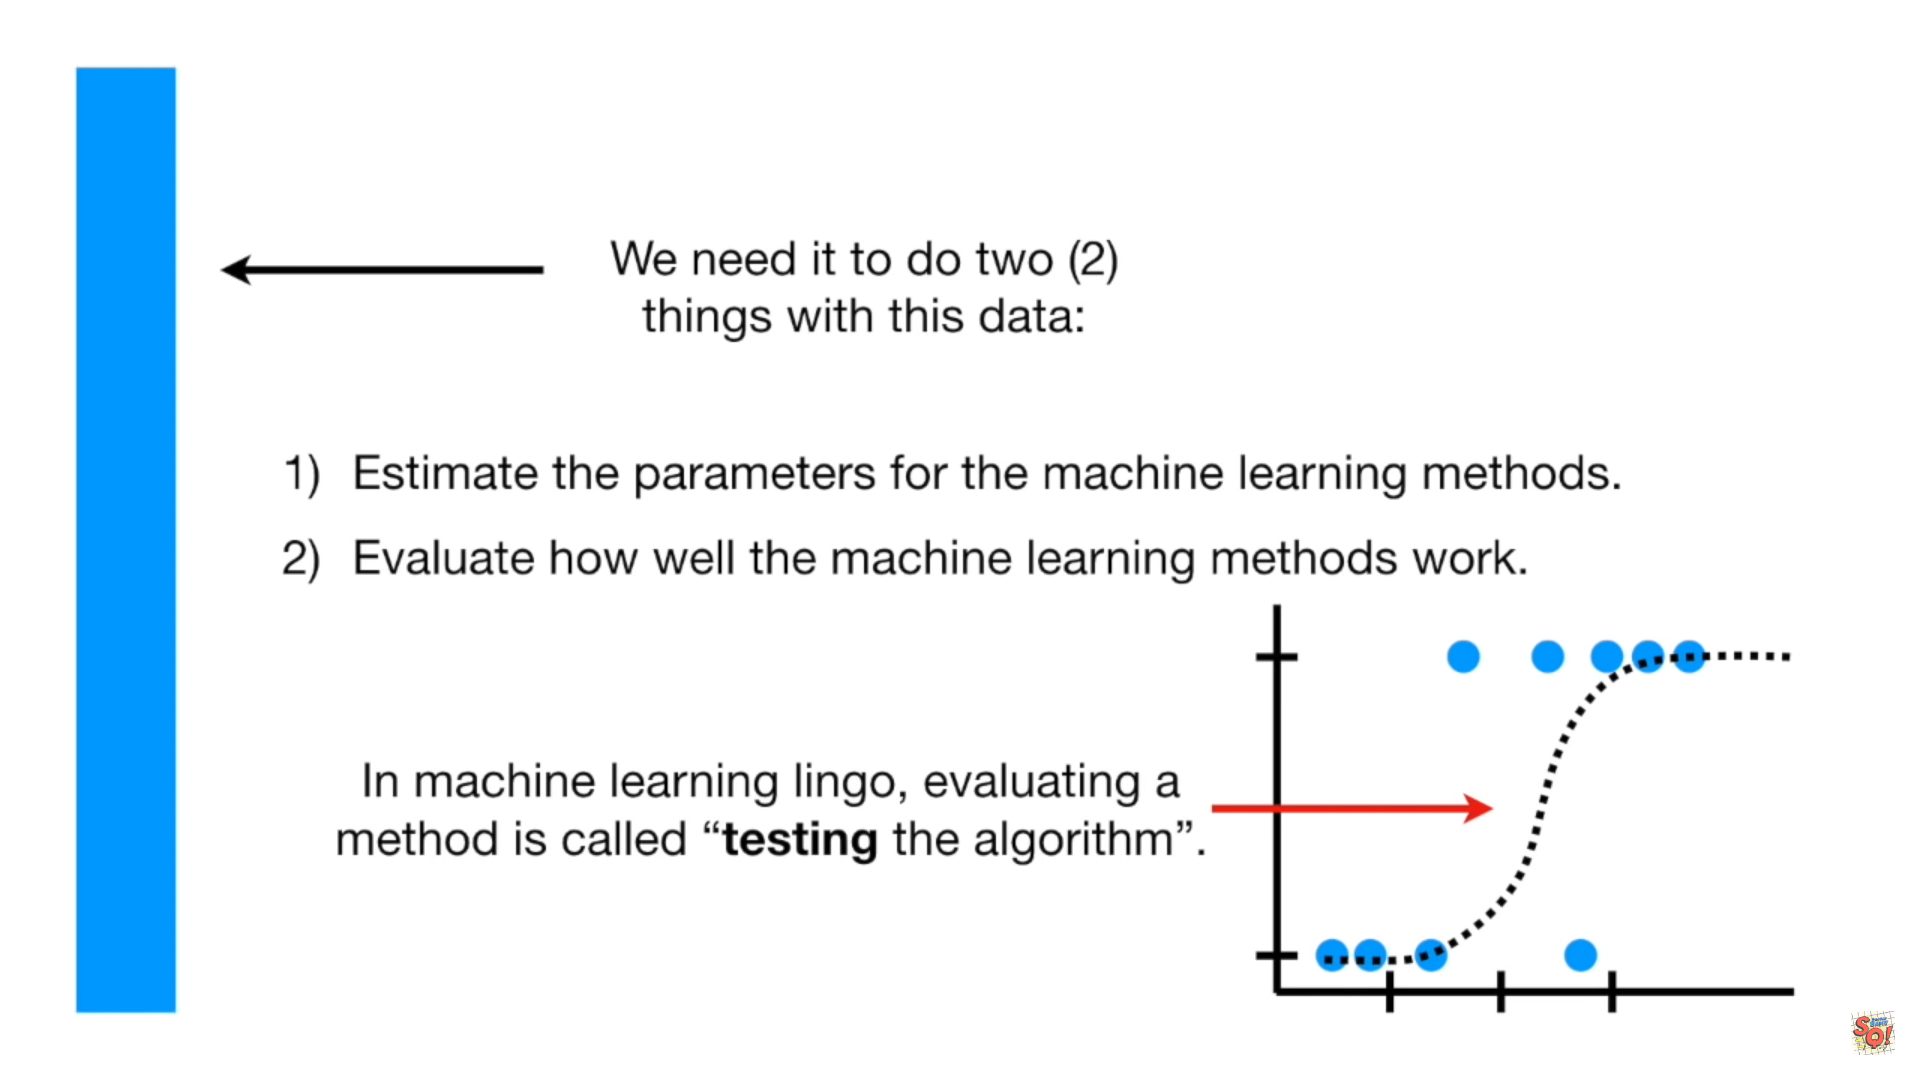 We need it to do two (2)
things with this data:
1) Estimate the parameters for the machine learning methods.
2) Evaluate how well the machine learning methods work.
In machine learning lingo, evaluating a
method is called “testing the algorithm”.
SQ!